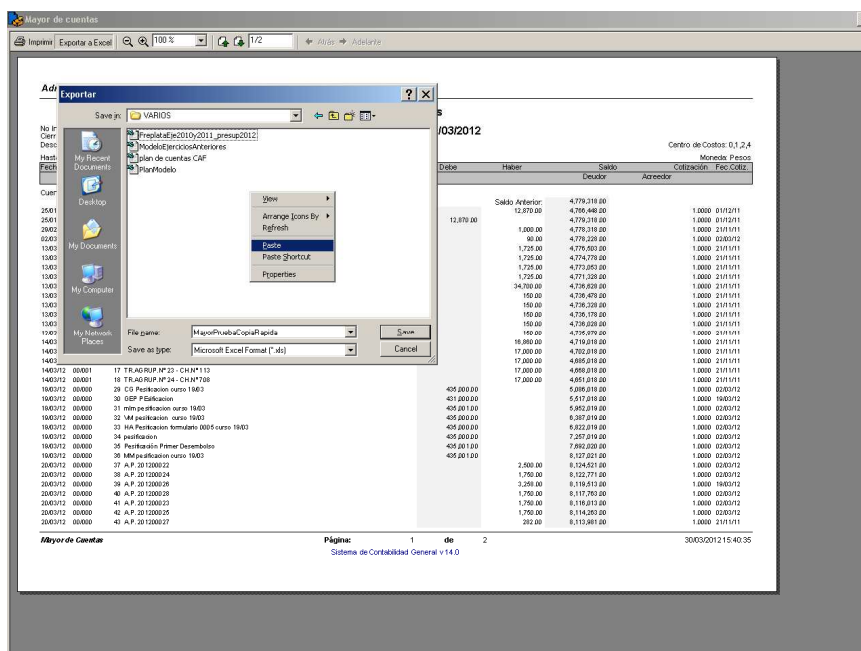 Mayor de cuentas
Imprimir Exportar a Excel 100 % 1/2 Atrás Adelante
Exportar
Save in: VARIOS
My Recent Documents
Desktop
My Documents
My Computer
My Network Places
FreplataEje2010y2011_presup2012
ModeloEjerciciosAnteriores
plan de cuentas CAF
PlanModelo
View
Arrange Icons By
Refresh
Paste
Paste Shortcut
Properties
File name: MayorPruebaCopiaRapida Save
Save as type: Microsoft Excel Format (*.xls) Cancel
/03/2012
Centro de Costos: 0,1,2,4
Moneda: Pesos
Debe Haber Saldo Cotización Fec.Cotiz.
Deudor Acreedor
Saldo Anterior: 4,779,318.00
12,870.00 4,766,448.00 1.0000 01/12/11
12,870.00 4,779,318.00 1.0000 01/12/11
1,000.00 4,778,318.00 1.0000 21/11/11
90.00 4,778,228.00 1.0000 02/03/12
1,725.00 4,776,503.00 1.0000 21/11/11
1,725.00 4,774,778.00 1.0000 21/11/11
1,725.00 4,773,053.00 1.0000 21/11/11
1,725.00 4,771,328.00 1.0000 21/11/11
34,700.00 4,736,628.00 1.0000 21/11/11
150.00 4,736,478.00 1.0000 21/11/11
150.00 4,736,328.00 1.0000 21/11/11
150.00 4,736,178.00 1.0000 21/11/11
150.00 4,736,028.00 1.0000 21/11/11
150.00 4,735,878.00 1.0000 21/11/11
16,860.00 4,719,018.00 1.0000 21/11/11
17,000.00 4,702,018.00 1.0000 21/11/11
17,000.00 4,685,018.00 1.0000 21/11/11
14/03/12 00/001 17 TR.AGRUP.Nº 23 - CH.Nº 113 17,000.00 4,668,018.00 1.0000 21/11/11
14/03/12 00/001 18 TR.AGRUP.Nº 24 - CH.Nº 708 17,000.00 4,651,018.00 1.0000 21/11/11
19/03/12 00/000 29 CG Pesificacion curso 19/03 435,000.00 5,086,018.00 1.0000 02/03/12
19/03/12 00/000 30 GEP PEsificacion 431,000.00 5,517,018.00 1.0000 19/03/12
19/03/12 00/000 31 mlm pesificacion curso 19/03 435,001.00 5,952,019.00 1.0000 02/03/12
19/03/12 00/000 32 VM pesificacion curso 19/03 435,000.00 6,387,019.00 1.0000 02/03/12
19/03/12 00/000 33 HA Pesificacion formulario 0005 curso 19/03 435,000.00 6,822,019.00 1.0000 02/03/12
19/03/12 00/000 34 pesificacion 435,000.00 7,257,019.00 1.0000 02/03/12
19/03/12 00/000 35 Pesificación Primer Desembolso 435,001.00 7,692,020.00 1.0000 02/03/12
19/03/12 00/000 36 MM pesificacion curso 19/03 435,001.00 8,127,021.00 1.0000 02/03/12
20/03/12 00/000 37 A.P. 201200022 2,500.00 8,124,521.00 1.0000 02/03/12
20/03/12 00/000 38 A.P. 201200024 1,750.00 8,122,771.00 1.0000 02/03/12
20/03/12 00/000 39 A.P. 201200026 3,258.00 8,119,513.00 1.0000 19/03/12
20/03/12 00/000 40 A.P. 201200028 1,750.00 8,117,763.00 1.0000 02/03/12
20/03/12 00/000 41 A.P. 201200023 1,750.00 8,116,013.00 1.0000 02/03/12
20/03/12 00/000 42 A.P. 201200025 1,750.00 8,114,263.00 1.0000 02/03/12
20/03/12 00/000 43 A.P. 201200027 282.00 8,113,981.00 1.0000 21/11/11
Mayor de Cuentas Página: 1 de 2 30/03/2012 15:40:35
Sistema de Contabilidad General v 14.0